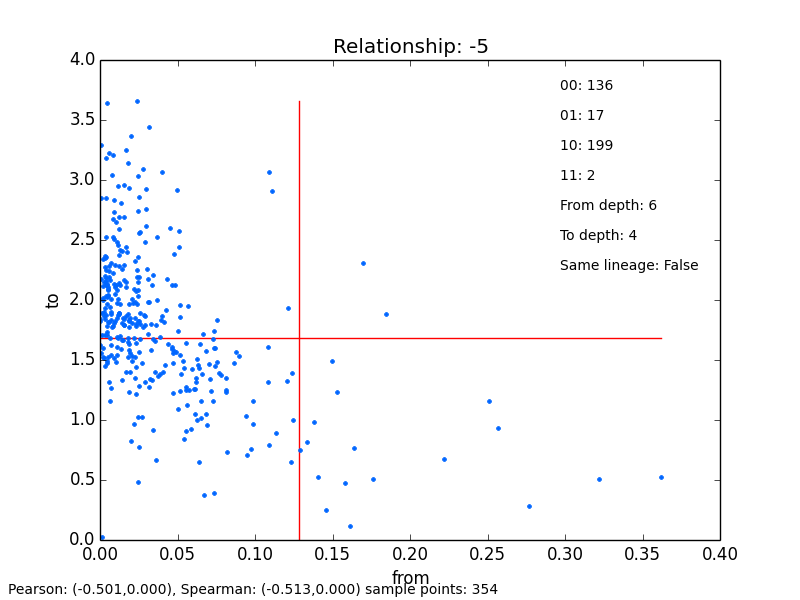 Relationship: -5
4.0
3.5
3.0
2.5
2.0
1.5
1.0
0.5
0.0
to
00: 136
01: 17
10: 199
11: 2
From depth: 6
To depth: 4
Same lineage: False
0.00 0.05 0.10 0.15 0.20 0.25 0.30 0.35 0.40
from
Pearson: (-0.501,0.000), Spearman: (-0.513,0.000) sample points: 354